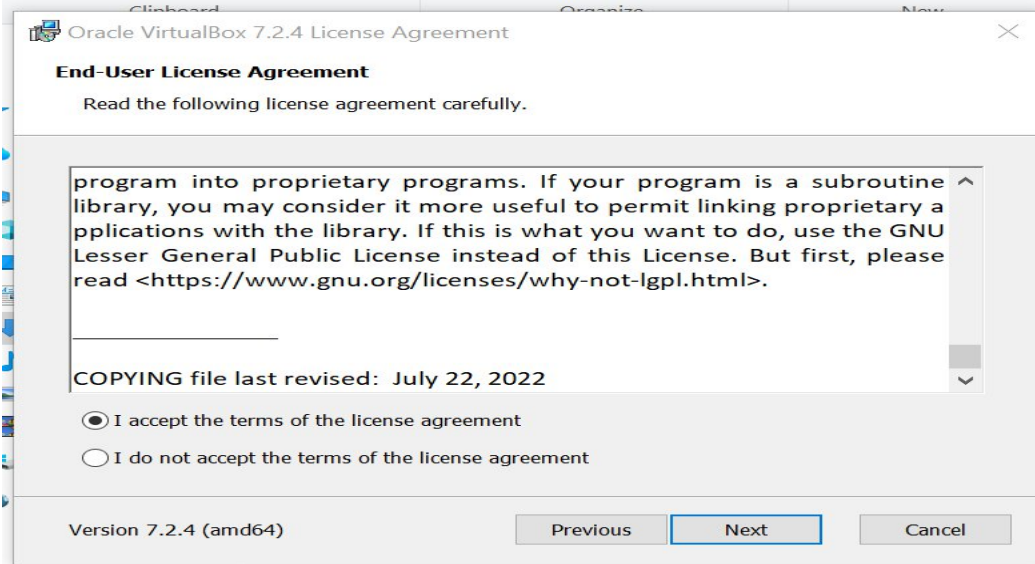 Clipboard Organize New
Oracle VirtualBox 7.2.4 License Agreement
End-User License Agreement
Read the following license agreement carefully.
program into proprietary programs. If your program is a subroutine
library, you may consider it more useful to permit linking proprietary a
pplications with the library. If this is what you want to do, use the GNU
Lesser General Public License instead of this License. But first, please
read <https://www.gnu.org/licenses/why-not-lgpl.html>.
COPYING file last revised: July 22, 2022
I accept the terms of the license agreement
I do not accept the terms of the license agreement
Version 7.2.4 (amd64) Previous Next Cancel